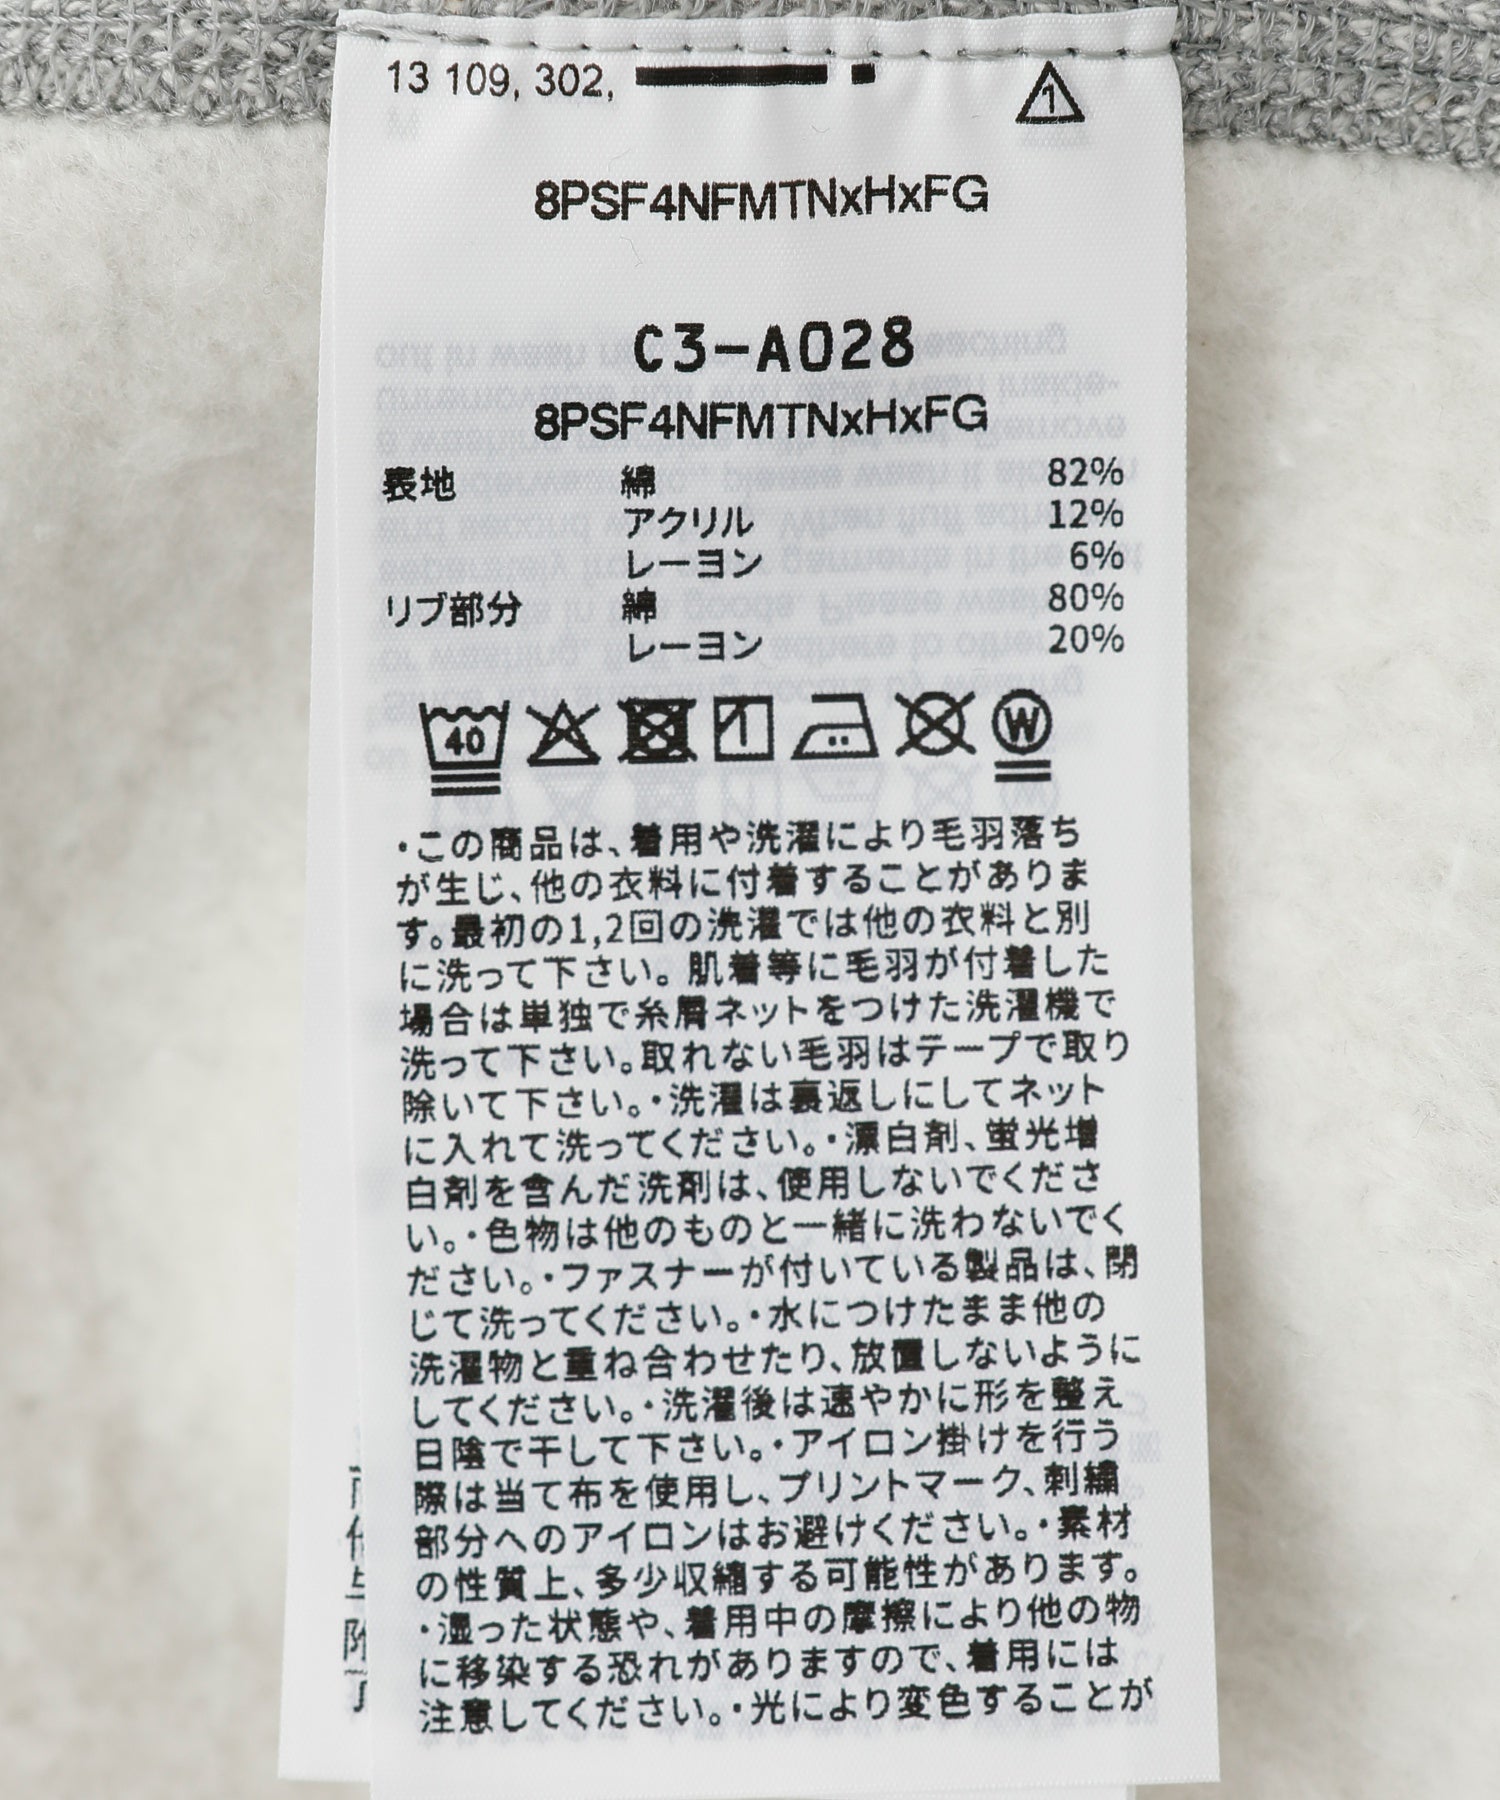 13 109, 302,
1
8PSF4NFMTNxHxFG
C3-A028
8PSF4NFMTNxHxFG
表地 綿 82%
アクリル 12%
レーヨン 6%
リブ部分 綿 80%
レーヨン 20%
40 W
・この商品は、着用や洗濯により毛羽落ち
が生じ、他の衣料に付着することがありま
す。最初の1,2回の洗濯では他の衣料と別
に洗って下さい。肌着等に毛羽が付着した
場合は単独で糸屑ネットをつけた洗濯機で
洗って下さい。取れない毛羽はテープで取り
除いて下さい。・洗濯は裏返しにしてネット
に入れて洗ってください。・漂白剤、蛍光増
白剤を含んだ洗剤は、使用しないでくださ
い。・色物は他のものと一緒に洗わないでく
ださい。・ファスナーが付いている製品は、閉
じて洗ってください。・水につけたまま他の
洗濯物と重ね合わせたり、放置しないように
してください。・洗濯後は速やかに形を整え
日陰で干して下さい。・アイロン掛けを行う
際は当て布を使用し、プリントマーク、刺繍
部分へのアイロンはお避けください。・素材
の性質上、多少収縮する可能性があります。
・湿った状態や、着用中の摩擦により他の物
に移染する恐れがありますので、着用には
注意してください。・光により変色することが